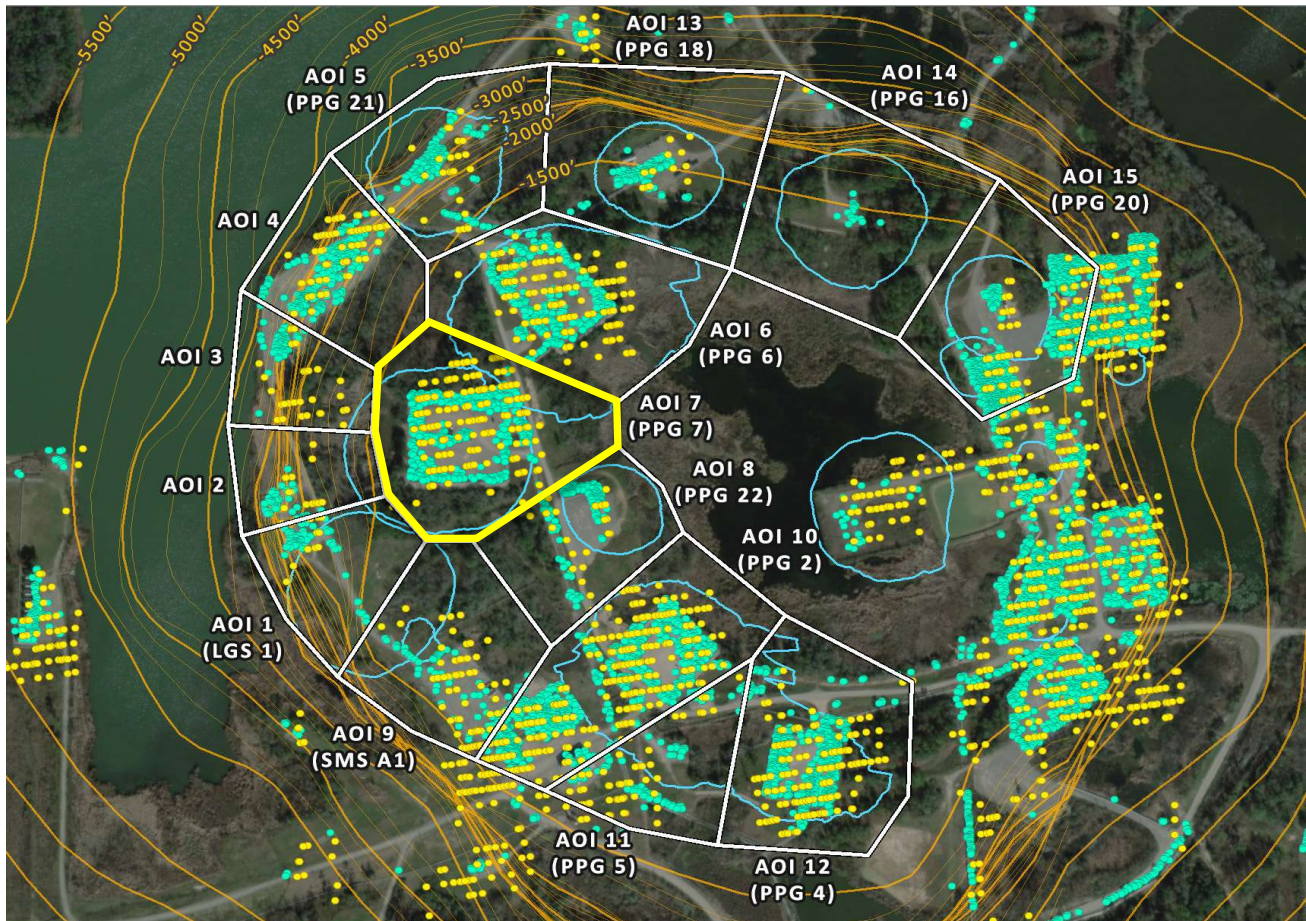 -5500'
-5000'
-4500'
-4000'
-3500'
-3000'
-2500'
-2000'
-1500'
AOI 13
(PPG 18)
AOI 14
(PPG 16)
AOI 5
(PPG 21)
AOI 15
(PPG 20)
AOI 4
AOI 3
AOI 6
(PPG 6)
AOI 7
(PPG 7)
AOI 8
(PPG 22)
AOI 2
AOI 10
(PPG 2)
AOI 1
(LGS 1)
AOI 9
(SMS A1)
AOI 11
(PPG 5)
AOI 12
(PPG 4)